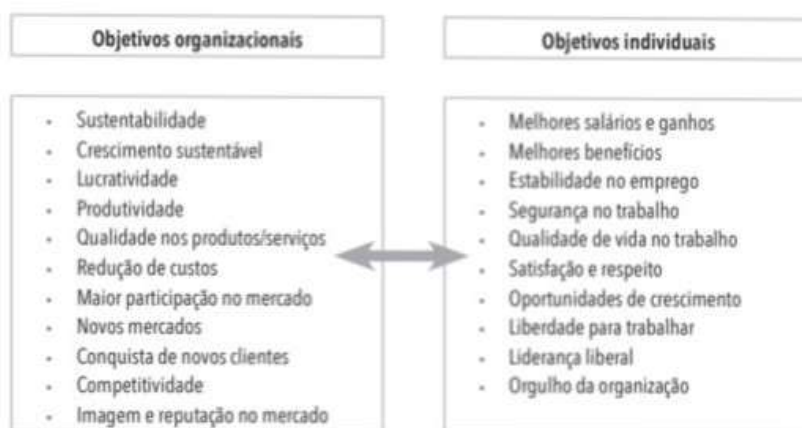 Objetivos organizacionais
• Sustentabilidade
• Crescimento sustentável
• Lucratividade
• Produtividade
• Qualidade nos produtos/serviços
• Redução de custos
• Maior participação no mercado
• Novos mercados
• Conquista de novos clientes
• Competitividade
• Imagem e reputação no mercado
Objetivos individuais
• Melhores salários e ganhos
• Melhores benefícios
• Estabilidade no emprego
• Segurança no trabalho
• Qualidade de vida no trabalho
• Satisfação e respeito
• Oportunidades de crescimento
• Liberdade para trabalhar
• Liderança liberal
• Orgulho da organização